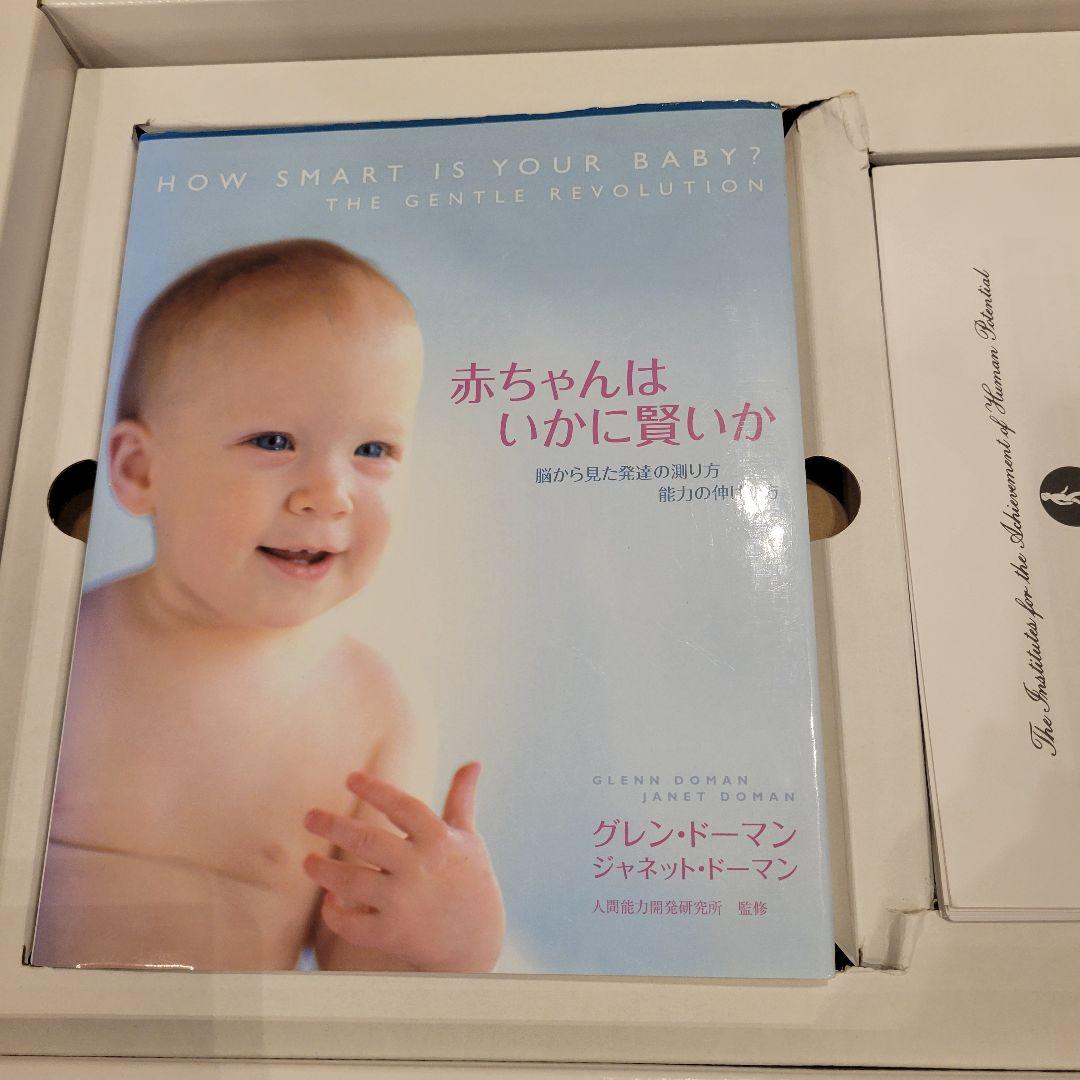 HOW SMART IS YOUR BABY?
THE GENTLE REVOLUTION
赤ちゃんは
いかに賢いか
脳から見た発達の測り方
能力の伸ばし方
GLENN DOMAN
JANET DOMAN
グレン・ドーマン
ジャネット・ドーマン
人間能力開発研究所 監修
The Institutes for the Achievement of Human Potential